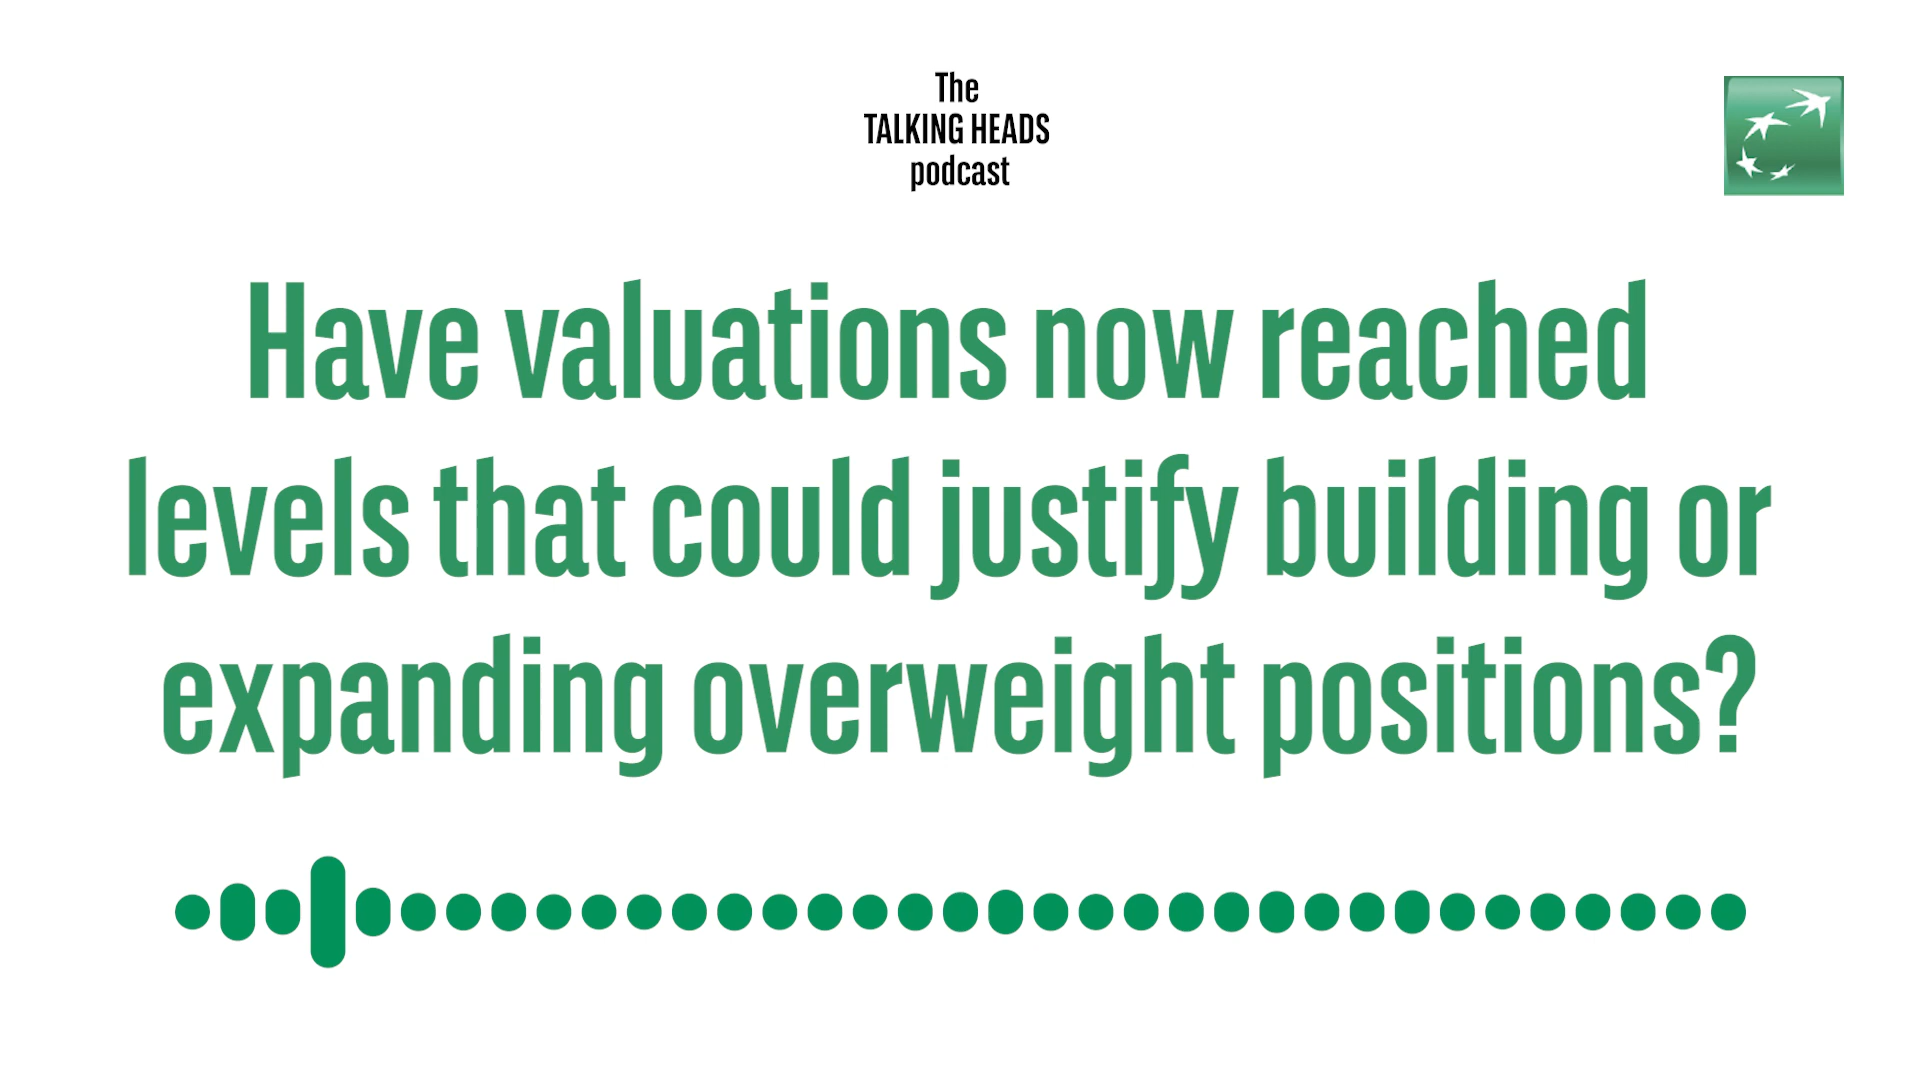 The
TALKING HEADS
podcast
Have valuations now reached
levels that could justify building or
expanding overweight positions?